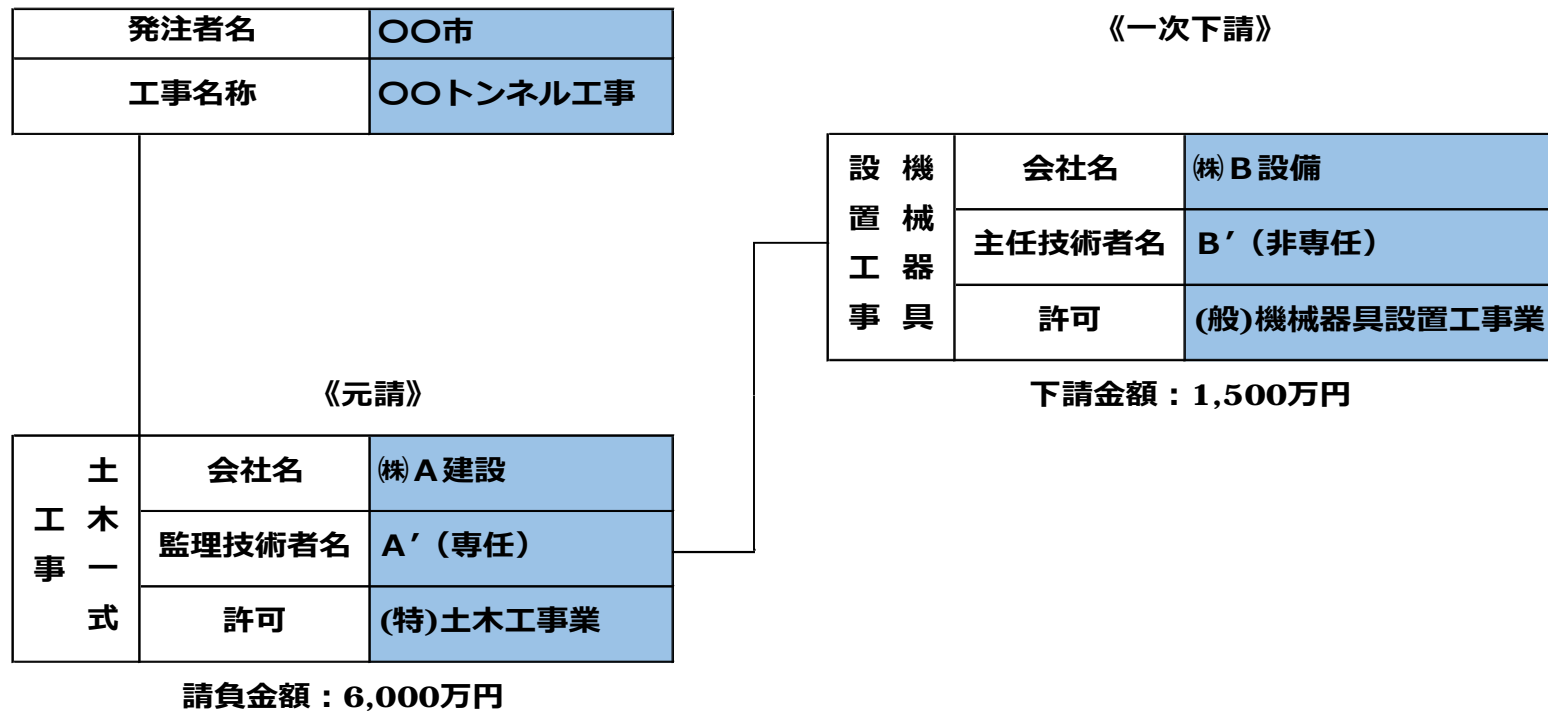 発注者名 〇〇市
工事名称 〇〇トンネル工事
《元請》
土木一式工事
会社名 ㈱A建設
監理技術者名 A′（専任）
許可 (特)土木工事業
請負金額：6,000万円
《一次下請》
機械器具設置工事
会社名 ㈱B設備
主任技術者名 B′（非専任）
許可 (般)機械器具設置工事業
下請金額：1,500万円